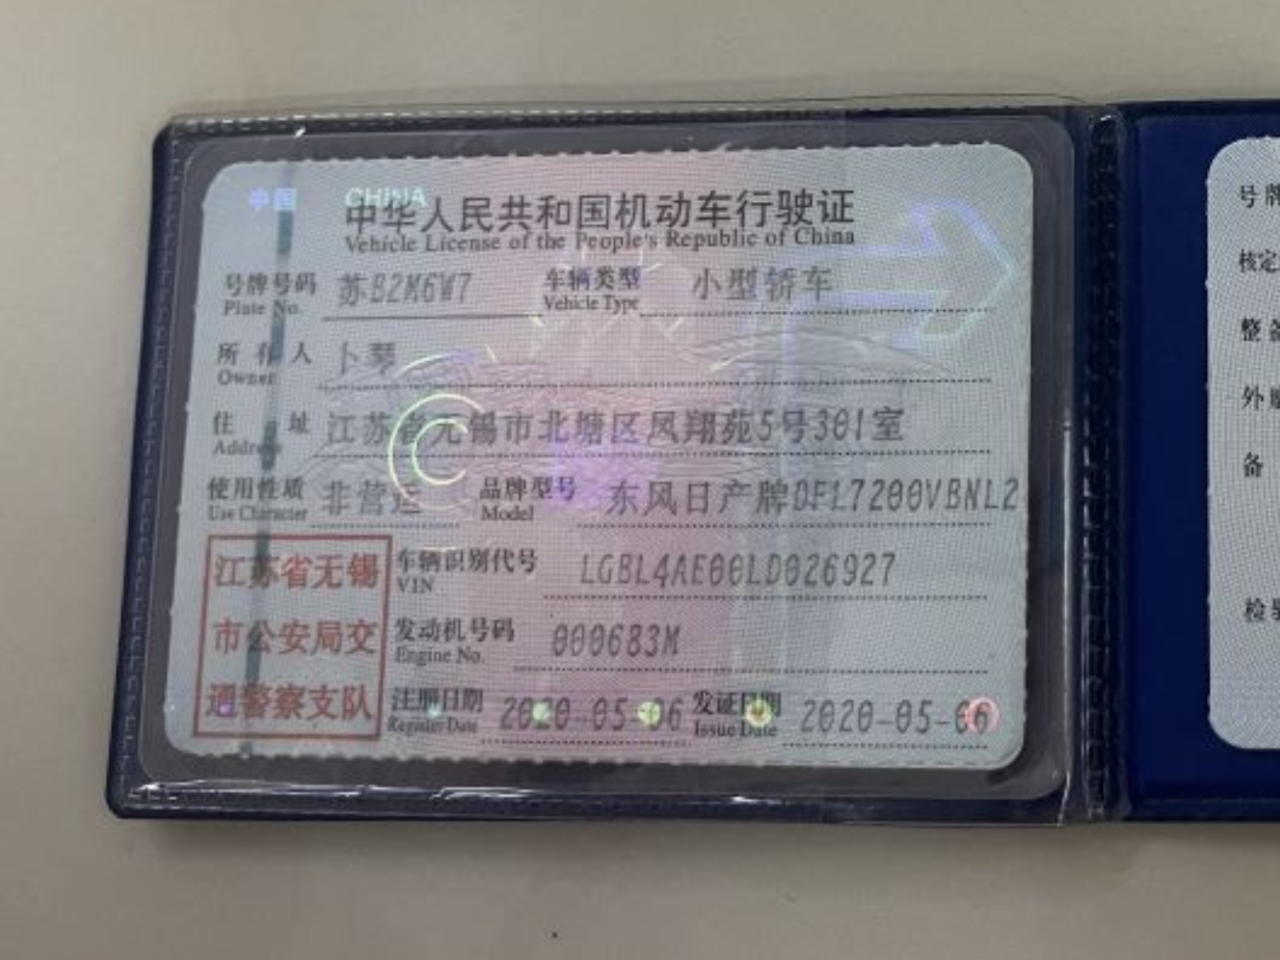 中国 CHINA
中华人民共和国机动车行驶证
Vehicle License of the People's Republic of China
号牌号码 苏B2M6W7 车辆类型 小型轿车
Plate No. Vehicle Type
所有人 卜琴
Owner
住址 江苏省无锡市北塘区凤翔苑5号301室
Address
使用性质 非营运 品牌型号 东风日产牌DFL7200VBNL2
Use Character Model
车辆识别代号 LGBL4AE00LD026927
VIN
发动机号码 000683M
Engine No.
注册日期 2020-05-06 发证日期 2020-05-06
Register Date Issue Date
江苏省无锡
市公安局交
通警察支队
号牌
核定
整备
外
备
检验